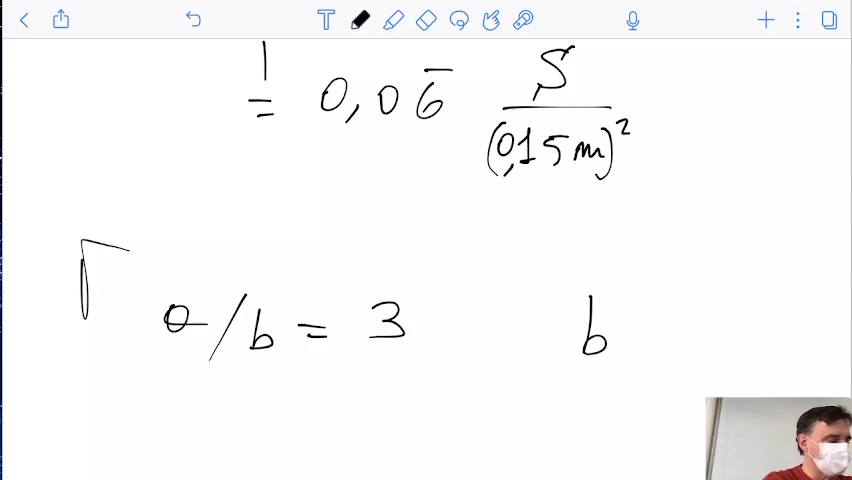 = 0,06̅ S/(0,15 m)²
a/b = 3 b